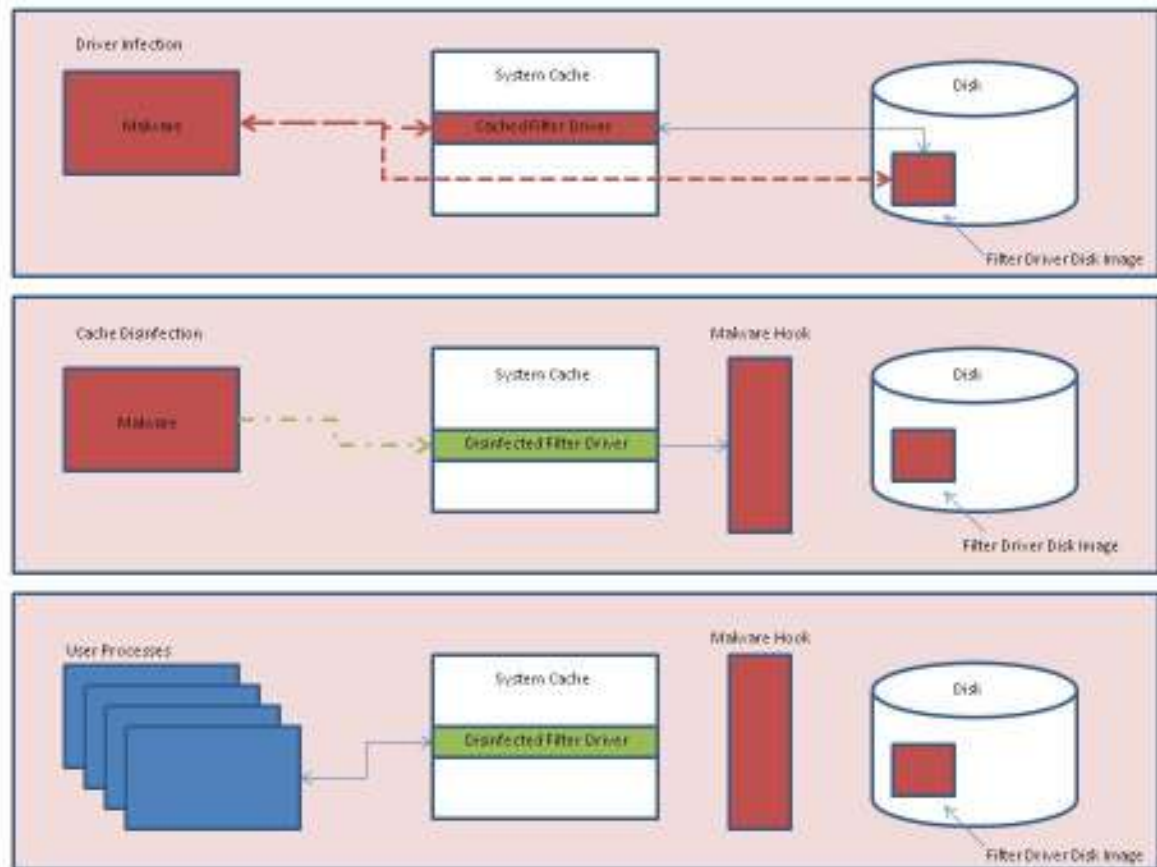 Driver Infection
Malware
System Cache
Cached Filter Driver
Disk
Filter Driver Disk Image
Cache Disinfection
Malware
System Cache
Disinfected Filter Driver
Malware Hook
Disk
Filter Driver Disk Image
User Processes
System Cache
Disinfected Filter Driver
Malware Hook
Disk
Filter Driver Disk Image